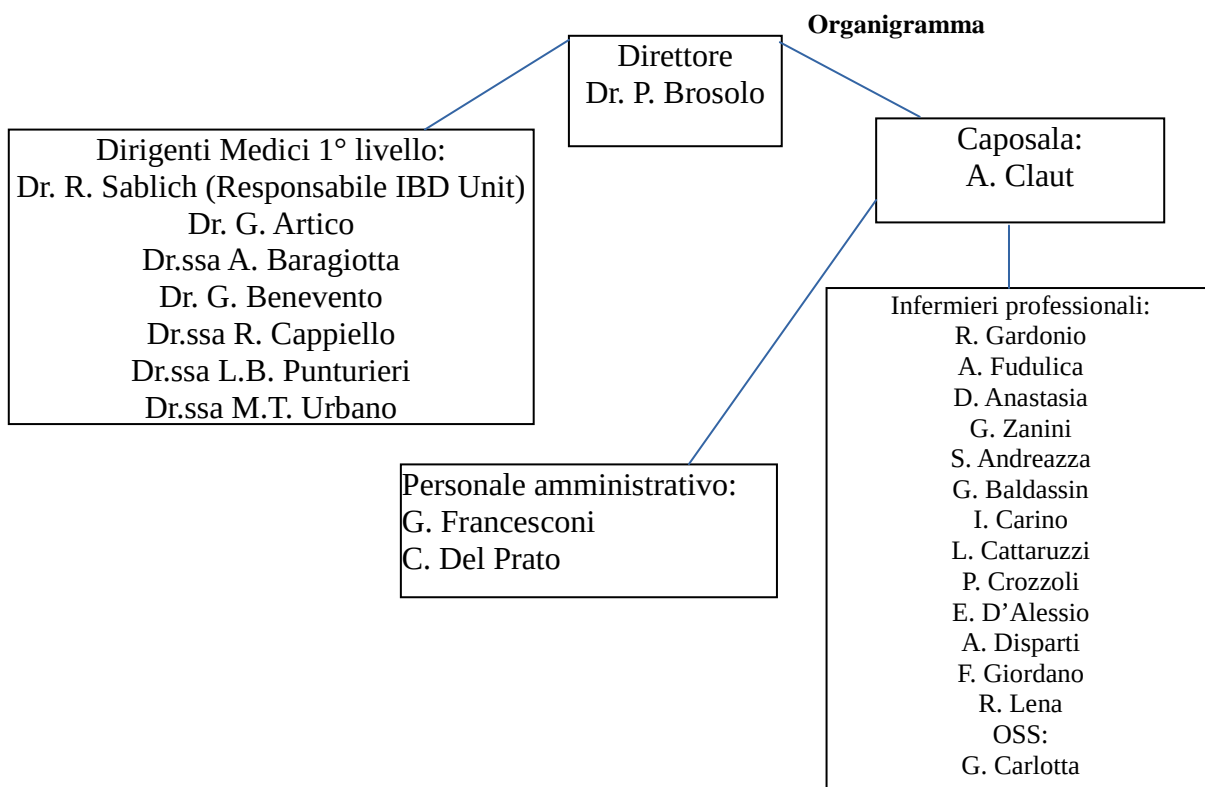 Organigramma
Direttore
Dr. P. Brosolo
Dirigenti Medici 1° livello:
Dr. R. Sablich (Responsabile IBD Unit)
Dr. G. Artico
Dr.ssa A. Baragiotta
Dr. G. Benevento
Dr.ssa R. Cappiello
Dr.ssa L.B. Punturieri
Dr.ssa M.T. Urbano
Caposala:
A. Claut
Personale amministrativo:
G. Francesconi
C. Del Prato
Infermieri professionali:
R. Gardonio
A. Fudulica
D. Anastasia
G. Zanini
S. Andreazza
G. Baldassin
I. Carino
L. Cattaruzzi
P. Crozzoli
E. D’Alessio
A. Disparti
F. Giordano
R. Lena
OSS:
G. Carlotta